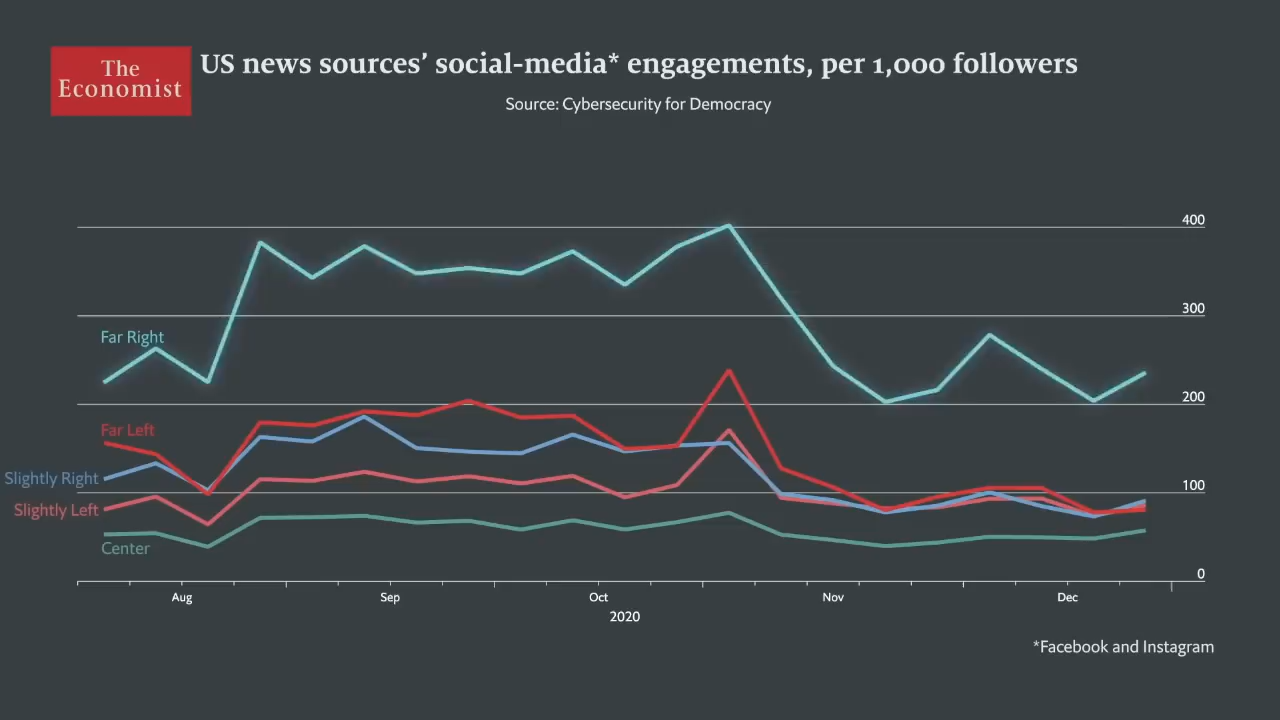 The
Economist
US news sources’ social-media* engagements, per 1,000 followers
Source: Cybersecurity for Democracy
400
300
Far Right
200
Far Left
100
Slightly Right
Slightly Left
Center
0
Aug
Sep
Oct
Nov
Dec
2020
*Facebook and Instagram